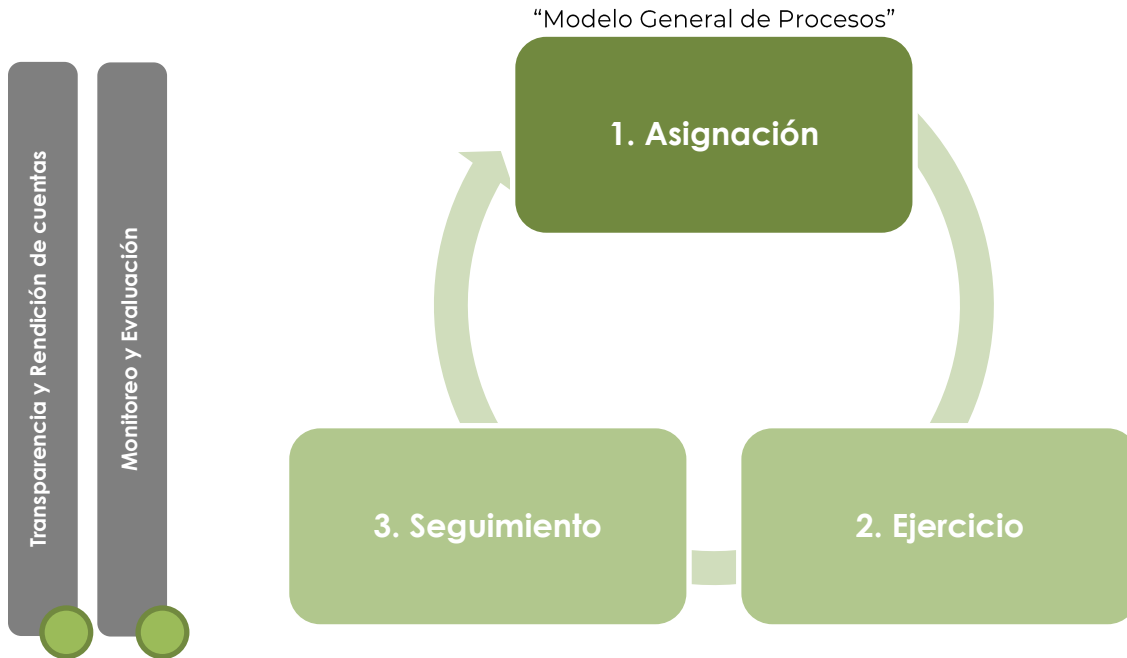 “Modelo General de Procesos”
1. Asignación
Transparencia y Rendición de cuentas
Monitoreo y Evaluación
3. Seguimiento
2. Ejercicio